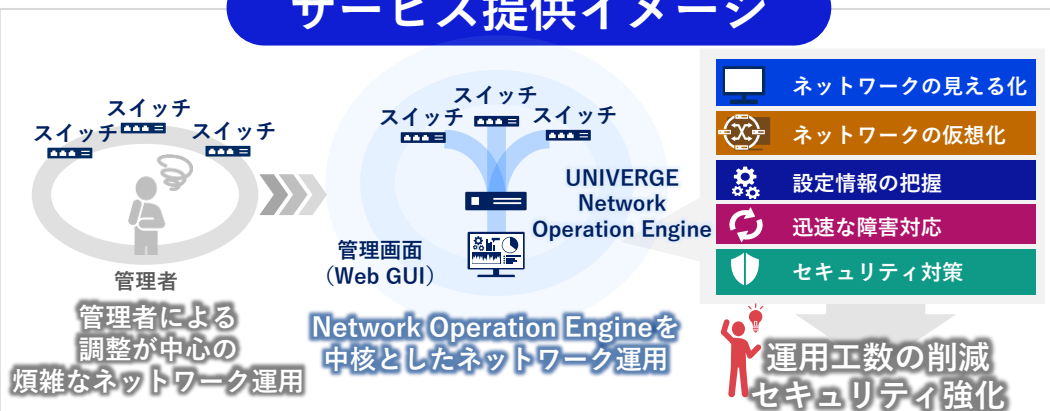 サービス提供イメージ
スイッチ
スイッチ
スイッチ
管理者
管理者による
調整が中心の
煩雑なネットワーク運用
スイッチ
スイッチ
スイッチ
UNIVERGE
Network
Operation Engine
管理画面
（Web GUI）
Network Operation Engineを
中核としたネットワーク運用
ネットワークの見える化
ネットワークの仮想化
設定情報の把握
迅速な障害対応
セキュリティ対策
運用工数の削減
セキュリティ強化